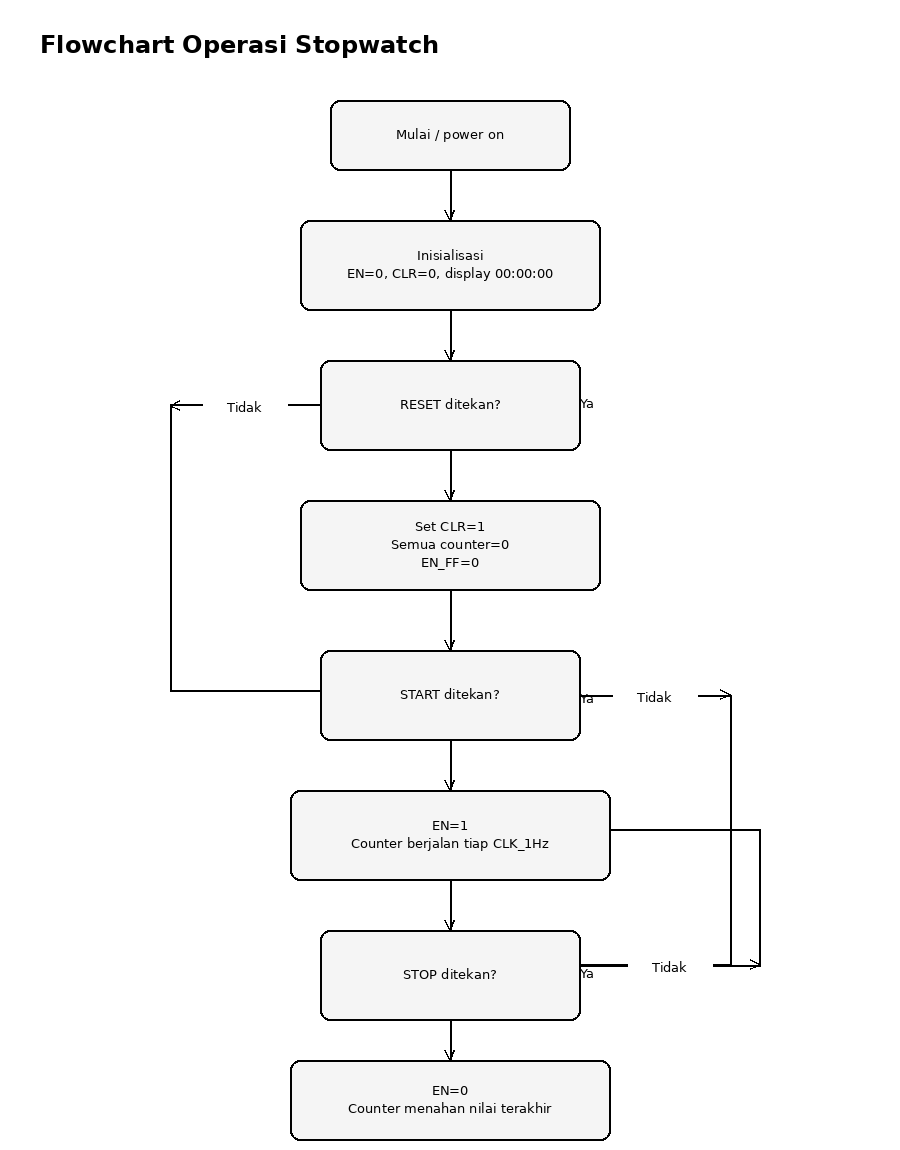 Flowchart Operasi Stopwatch
Mulai / power on
Inisialisasi
EN=0, CLR=0, display 00:00:00
Tidak
RESET ditekan?
Ya
Set CLR=1
Semua counter=0
EN_FF=0
START ditekan?
Ya
Tidak
EN=1
Counter berjalan tiap CLK_1Hz
STOP ditekan?
Ya
Tidak
EN=0
Counter menahan nilai terakhir